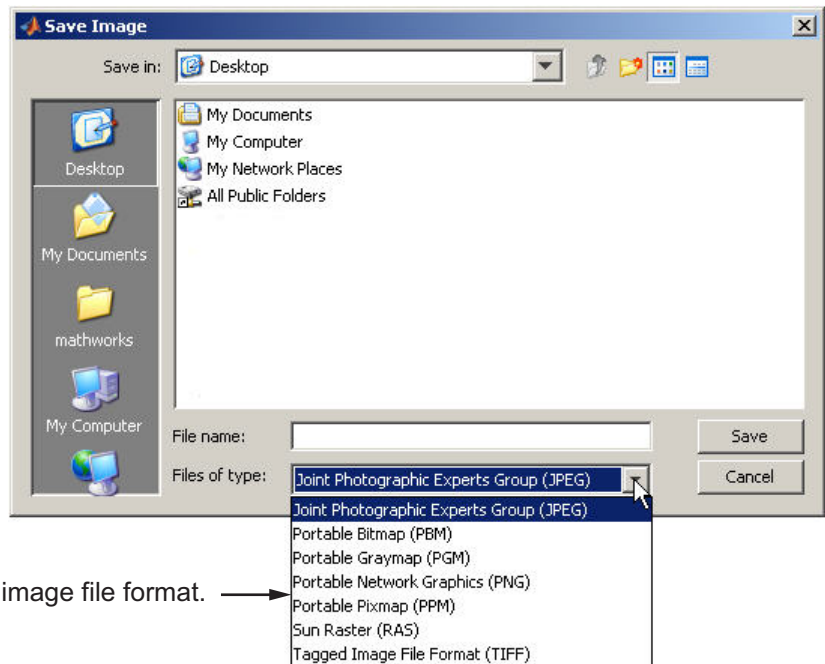 Save Image
Save in: Desktop
My Documents
My Computer
My Network Places
All Public Folders
Desktop
My Documents
mathworks
My Computer
File name:
Save
Files of type: Joint Photographic Experts Group (JPEG)
Cancel
Joint Photographic Experts Group (JPEG)
Portable Bitmap (PBM)
Portable Graymap (PGM)
Portable Network Graphics (PNG)
image file format.
Portable Pixmap (PPM)
Sun Raster (RAS)
Tagged Image File Format (TIFF)